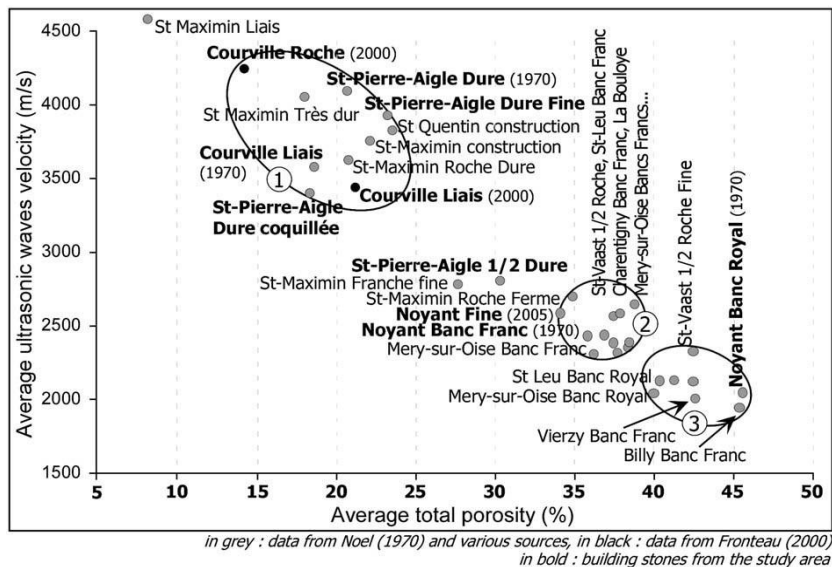 Average ultrasonic waves velocity (m/s)
4500
4000
3500
3000
2500
2000
1500
St Maximin Liais
Courville Roche (2000)
St-Pierre-Aigle Dure (1970)
St Maximin Très dur
St-Pierre-Aigle Dure Fine
St Quentin construction
St-Maximin construction
Courville Liais
(1970)
St-Maximin Roche Dure
1
Courville Liais (2000)
St-Pierre-Aigle
Dure coquillée
St-Pierre-Aigle 1/2 Dure
St-Maximin Franche fine
St-Maximin Roche Ferme
Noyant Fine (2005)
Noyant Banc Franc (1970)
Mery-sur-Oise Banc Franc
St-Vaast 1/2 Roche, St-Leu Banc Franc
Charentigny Banc Franc, La Bouloye
Mery-sur-Oise Bancs Francs...
2
St-Vaast 1/2 Roche Fine
Noyant Banc Royal (1970)
St Leu Banc Royal
Mery-sur-Oise Banc Royal
Vierzy Banc Franc
3
Billy Banc Franc
5 10 15 20 25 30 35 40 45 50
Average total porosity (%)
in grey : data from Noel (1970) and various sources, in black : data from Fronteau (2000)
in bold : building stones from the study area